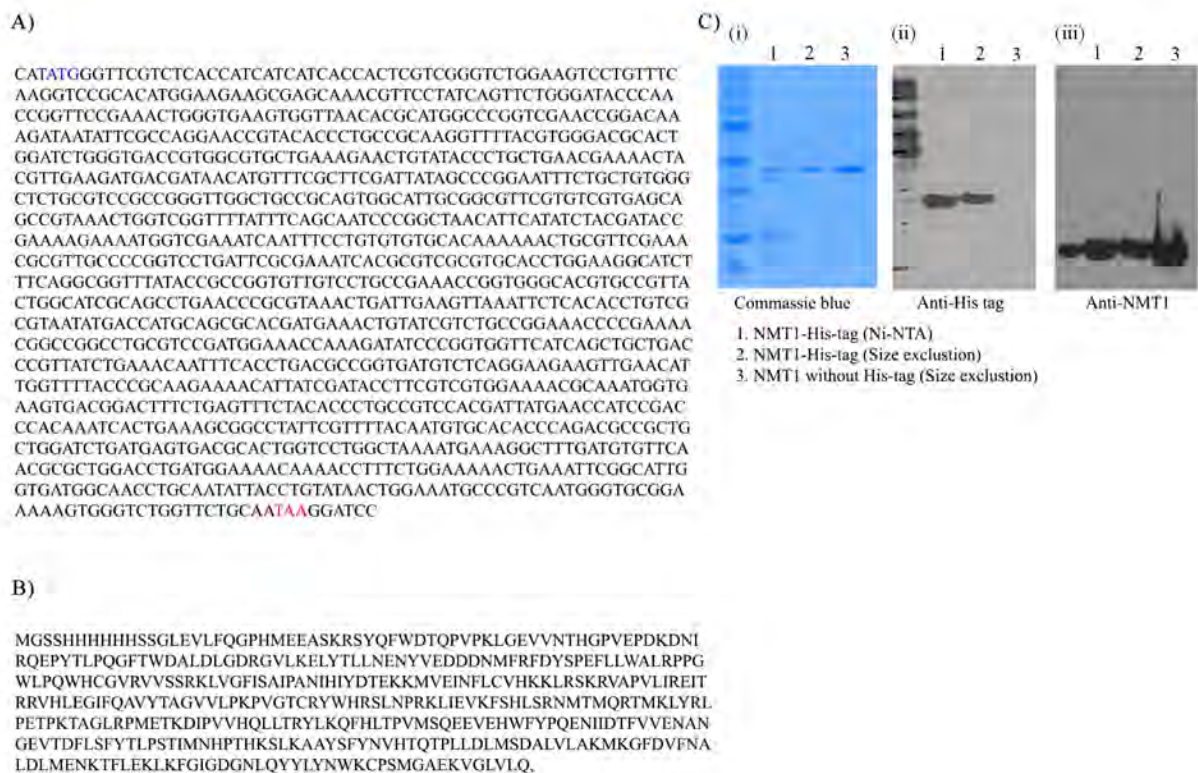 A)
CATATGGGTTCGTCTCACCATCATCATCACCACTCGTCGGGTCTGGAAGTCCTGTTTC
AAGGTCCGCACATGGAAGAAGCGAGCAAACGTTCCTATCAGTTCTGGGATACCCAA
CCGGTTCCGAAACTGGGTGAAGTGGTTAACACGCATGGCCCGGTCGAACCGGACAA
AGATAATATTCGCCAGGAACCGTACACCCTGCCGCAAGGTTTTACGTGGGACGCACT
GGATCTGGGTGACCGTGGCGTGCTGAAAGAACTGTATACCCTGCTGAACGAAAACTA
CGTTGAAGATGACGATAACATGTTTCGCTTCGATTATAGCCCGGAATTTCTGCTGTGGG
CTCTGCGTCCGCCGGGTTGGCTGCCGCAGTGGCATTGCGGCGTTCGTGTCGTGAGCA
GCCGTAAACTGGTCGGTTTTATTTCAGCAATCCCGGCTAACATTCATATCTACGATACC
GAAAAGAAAATGGTCGAAATCAATTTCCTGTGTGTGCACAAAAAACTGCGTTCGAAA
CGCGTTGCCCCGGTCCTGATTCGCGAAATCACGCGTCGCGTGCACCTGGAAGGCATCT
TTCAGGCGGTTTATACCGCCGGTGTTGTCCTGCCGAAACCGGTGGGCACGTGCCGTTA
CTGGCATCGCAGCCTGAACCCGCGTAAACTGATTGAAGTTAAATTCTCACACCTGTCG
CGTAATATGACCATGCAGCGCACGATGAAACTGTATCGTCTGCCGGAAACCCCGAAAA
CGGCCGGCCTGCGTCCGATGGAAACCAAAGATATCCCGGTGGTTCATCAGCTGCTGAC
CCGTTATCTGAAACAATTTCACCTGACGCCGGTGATGTCTCAGGAAGAAGTTGAACAT
TGGTTTTACCCGCAAGAAAACATTATCGATACCTTCGTCGTGGAAAACGCAAATGGTG
AAGTGACGGACTTTCTGAGTTTCTACACCCTGCCGTCCACGATTATGAACCATCCGAC
CCACAAATCACTGAAAGCGGCCTATTCGTTTTACAATGTGCACACCCAGACGCCGCTG
CTGGATCTGATGAGTGACGCACTGGTCCTGGCTAAAATGAAAGGCTTTGATGTGTTCA
ACGCGCTGGACCTGATGGAAAACAAAACCTTTCTGGAAAAACTGAAATTCGGCATTG
GTGATGGCAACCTGCAATATTACCTGTATAACTGGAAATGCCCGTCAATGGGTGCGGA
AAAAGTGGGTCTGGTTCTGCAATAAGGATCC
B)
MGSSHHHHHHSSGLEVLFQGPHMEEASKRSYQFWDTQPVPKLGEVVNTHGPVEPDKDNI
RQEPYTLPQGFTWDALDLGDRGVLKELYTLLNENYVEDDDNMFRFDYSPEFLLWALRPPG
WLPQWHCGVRVVSSRKLVGFISAIPANIHIYDTEKKMVEINFLCVHKKLRSKRVAPVLIREIT
RRVHLEGIFQAVYTAGVVLPKPVGTCRYWHRSLNPRKLIEVKFSHLSRNMTMQRTMKLYRL
PETPKTAGLRPMETKDIPVVHQLLTRYLKQFHLTPVMSQEEVEHWFYPQENIIDTFVVENAN
GEVTDFLSFYTLPSTIMNHPTHKSLKAAYSFYNVHTQTPLLDLMSDALVLAKMKGFDVFNA
LDLMENKTFLEKLKFGIGDGNLQYYLYNWKCPSMGAEKVGLVLQ,
C)
(i) (ii) (iii)
1 2 3 1 2 3 1 2 3
Commassic blue Anti-His tag Anti-NMT1
1. NMT1-His-tag (Ni-NTA)
2. NMT1-His-tag (Size exclustion)
3. NMT1 without His-tag (Size exclustion)